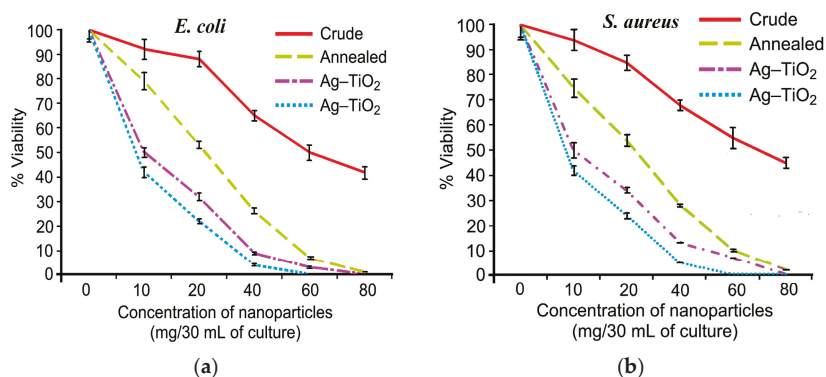 E. coli
Crude
Annealed
Ag–TiO2
Ag–TiO2
% Viability
100
90
80
70
60
50
40
30
20
10
0
0 10 20 40 60 80
Concentration of nanoparticles
(mg/30 mL of culture)
(a)
S. aureus
Crude
Annealed
Ag–TiO2
Ag–TiO2
% Viability
100
90
80
70
60
50
40
30
20
10
0
0 10 20 40 60 80
Concentration of nanoparticles
(mg/30 mL of culture)
(b)